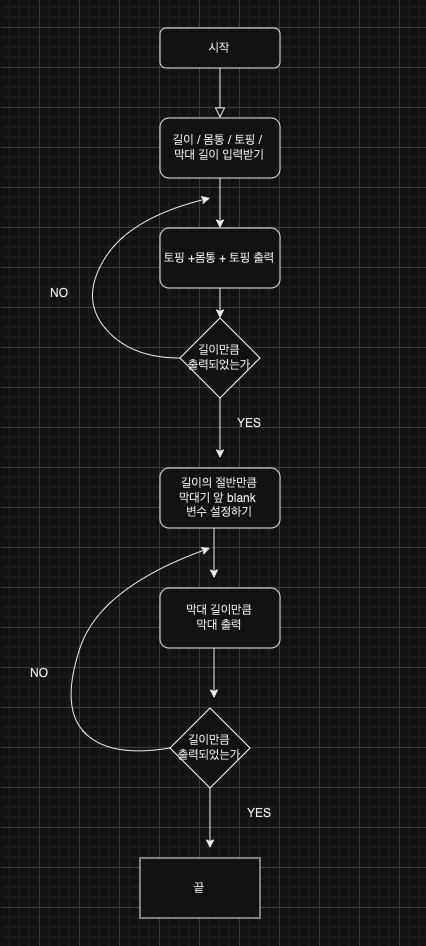 시작
길이 / 몸통 / 토핑 /
막대 길이 입력받기
토핑 +몸통 + 토핑 출력
NO
길이만큼
출력되었는가
YES
길이의 절반만큼
막대기 앞 blank
변수 설정하기
막대 길이만큼
막대 출력
NO
길이만큼
출력되었는가
YES
끝